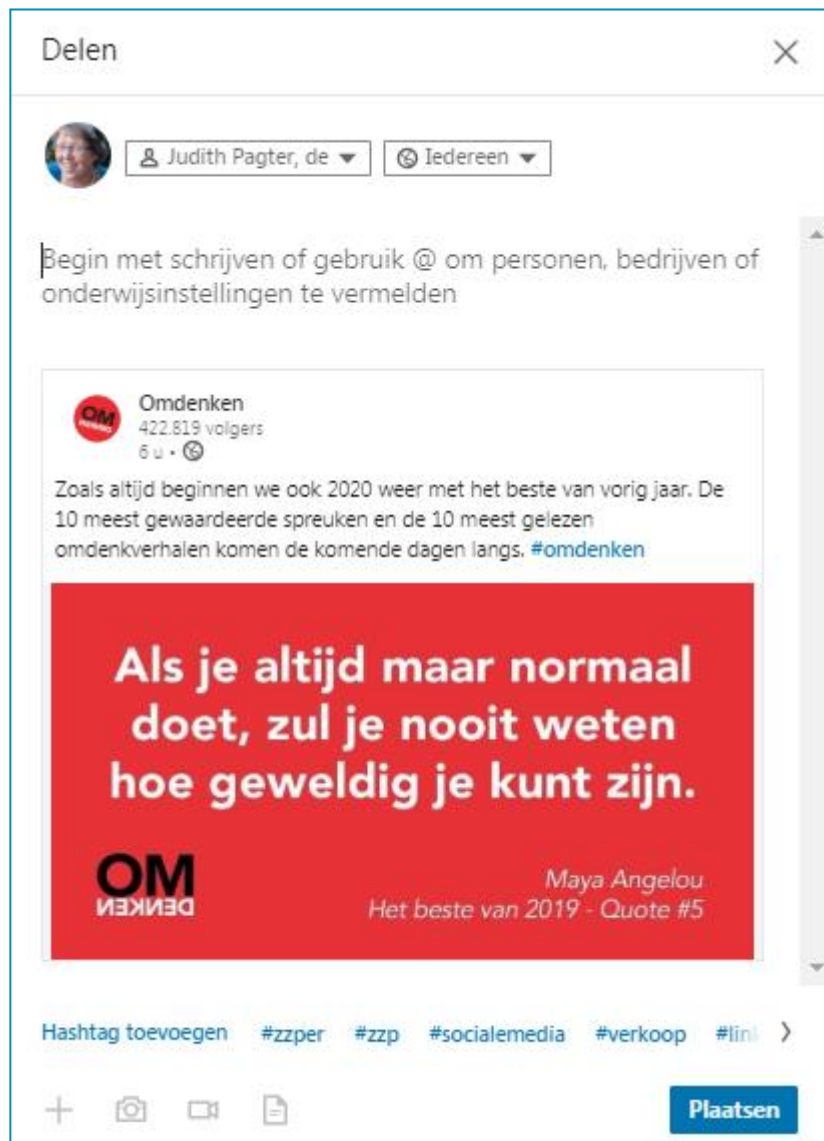 Delen
Judith Pagter, de
Iedereen
Begin met schrijven of gebruik @ om personen, bedrijven of
onderwijsinstellingen te vermelden
OM
DENKEN
Omdenken
422.819 volgers
6 u •
Zoals altijd beginnen we ook 2020 weer met het beste van vorig jaar. De
10 meest gewaardeerde spreuken en de 10 meest gelezen
omdenkverhalen komen de komende dagen langs. #omdenken
Als je altijd maar normaal
doet, zul je nooit weten
hoe geweldig je kunt zijn.
OM
DENKEN
Maya Angelou
Het beste van 2019 - Quote #5
Hashtag toevoegen #zzper #zzp #socialemedia #verkoop
Plaatsen